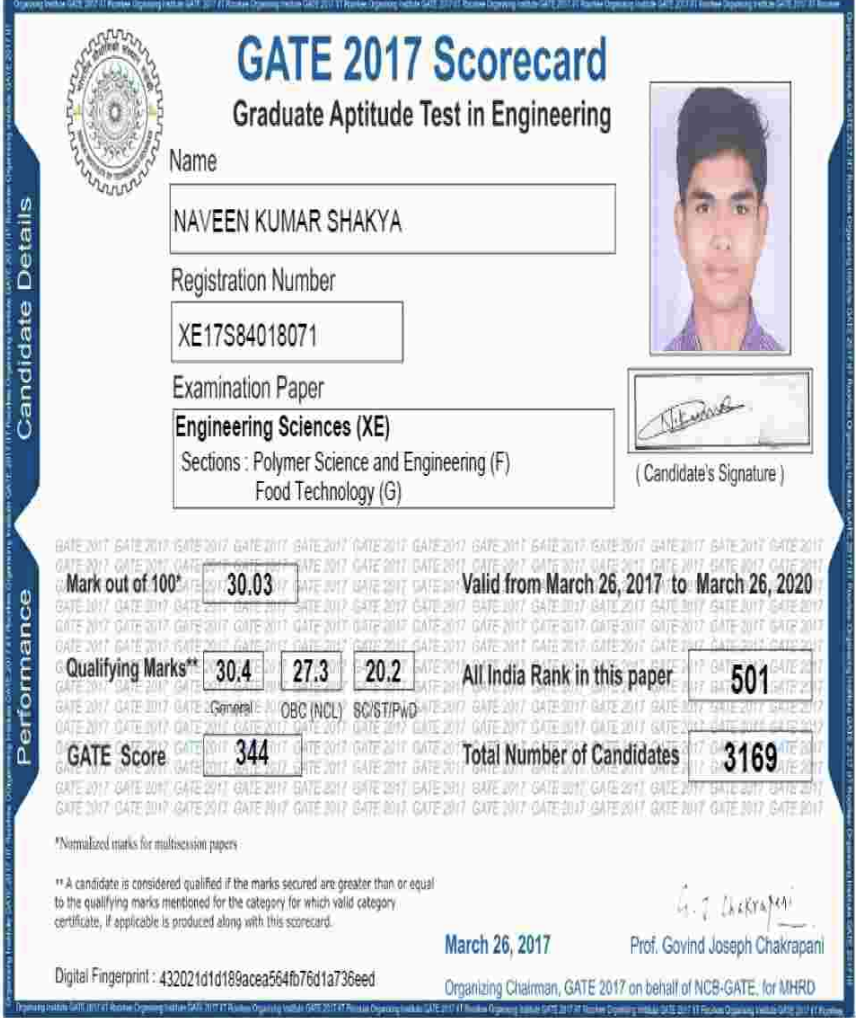 GATE 2017 Scorecard
Graduate Aptitude Test in Engineering
Candidate Details
Name
NAVEEN KUMAR SHAKYA
Registration Number
XE17S84018071
Examination Paper
Engineering Sciences (XE)
Sections : Polymer Science and Engineering (F)
Food Technology (G)
N.Kumar
( Candidate's Signature )
Performance
Mark out of 100* 30.03
Valid from March 26, 2017 to March 26, 2020
Qualifying Marks** 30.4 27.3 20.2
General OBC (NCL) SC/ST/PwD
All India Rank in this paper 501
GATE Score 344
Total Number of Candidates 3169
*Normalized marks for multisession papers
** A candidate is considered qualified if the marks secured are greater than or equal
to the qualifying marks mentioned for the category for which valid category
certificate, if applicable is produced along with this scorecard.
G. J Chakrapani
March 26, 2017
Prof. Govind Joseph Chakrapani
Digital Fingerprint : 432021d1d189acea564fb76d1a736eed
Organizing Chairman, GATE 2017 on behalf of NCB-GATE, for MHRD